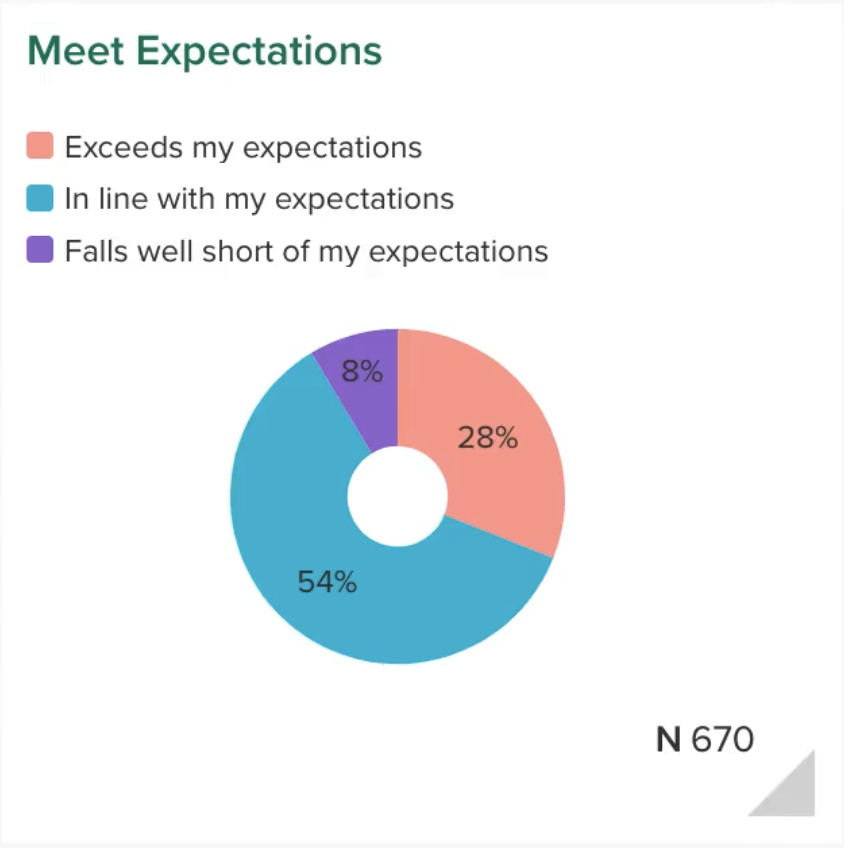 Meet Expectations
Exceeds my expectations
In line with my expectations
Falls well short of my expectations
8%
28%
54%
N 670